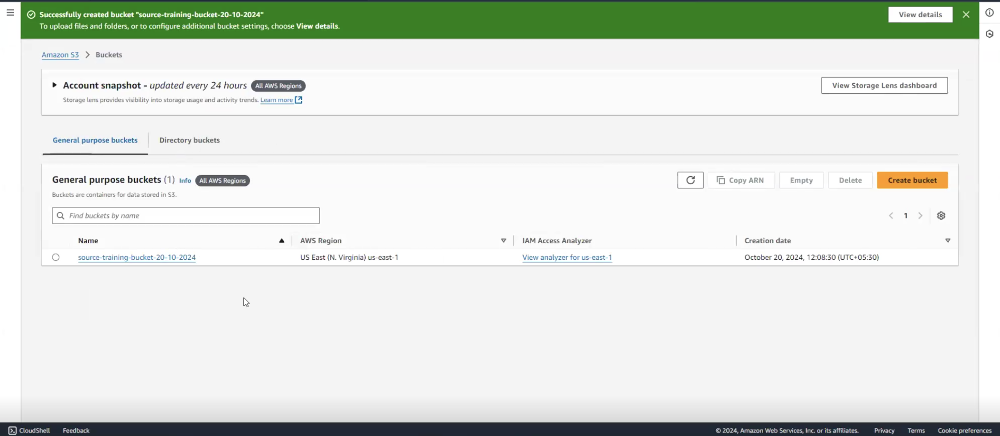 Successfully created bucket "source-training-bucket-20-10-2024"
To upload files and folders, or to configure additional bucket settings, choose View details.
View details
Amazon S3 > Buckets
Account snapshot - updated every 24 hours All AWS Regions
Storage lens provides visibility into storage usage and activity trends. Learn more
View Storage Lens dashboard
General purpose buckets Directory buckets
General purpose buckets (1) Info All AWS Regions
Copy ARN Empty Delete Create bucket
Buckets are containers for data stored in S3.
Find buckets by name
1
Name AWS Region IAM Access Analyzer Creation date
source-training-bucket-20-10-2024 US East (N. Virginia) us-east-1 View analyzer for us-east-1 October 20, 2024, 12:08:30 (UTC+05:30)
CloudShell Feedback © 2024, Amazon Web Services, Inc. or its affiliates. Privacy Terms Cookie preferences